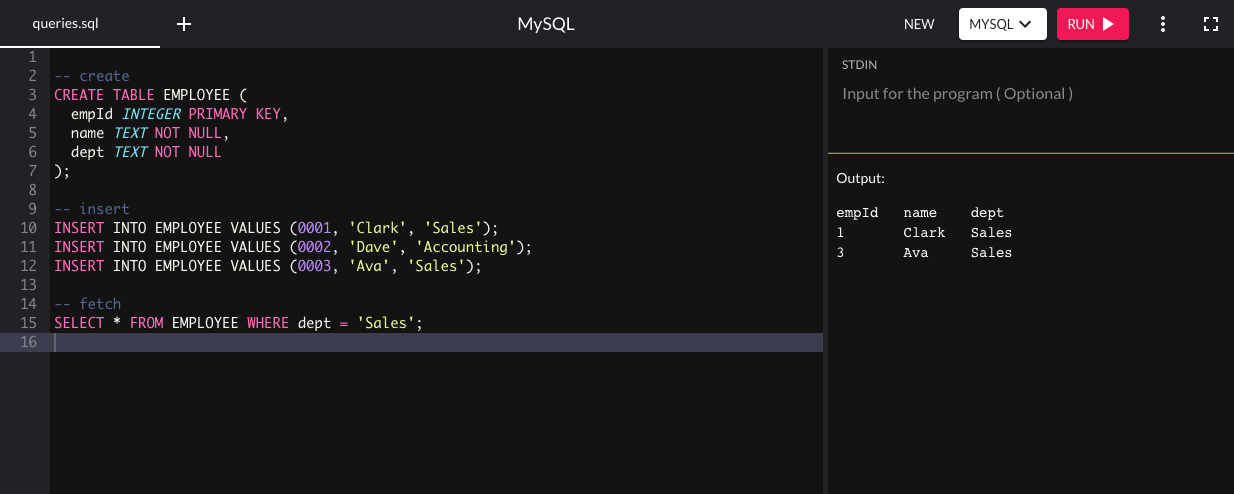 queries.sql
+
MySQL
NEW
MYSQL
RUN
1
2 -- create
3 CREATE TABLE EMPLOYEE (
4   empId INTEGER PRIMARY KEY,
5   name TEXT NOT NULL,
6   dept TEXT NOT NULL
7 );
8
9 -- insert
10 INSERT INTO EMPLOYEE VALUES (0001, 'Clark', 'Sales');
11 INSERT INTO EMPLOYEE VALUES (0002, 'Dave', 'Accounting');
12 INSERT INTO EMPLOYEE VALUES (0003, 'Ava', 'Sales');
13
14 -- fetch
15 SELECT * FROM EMPLOYEE WHERE dept = 'Sales';
16
STDIN
Input for the program ( Optional )
Output:
empId name dept
1 Clark Sales
3 Ava Sales